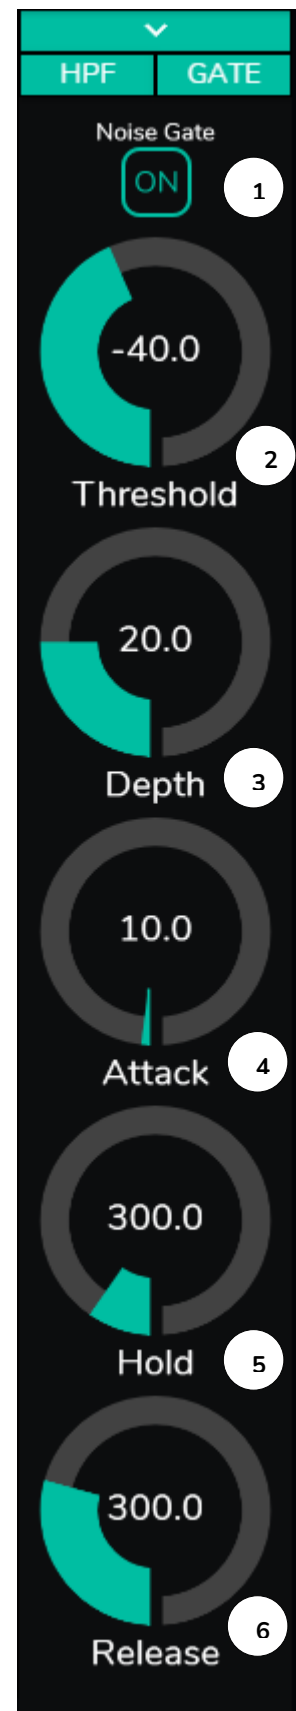 HPF GATE
Noise Gate
ON
1
-40.0
2
Threshold
20.0
Depth
3
10.0
Attack
4
300.0
Hold
5
300.0
Release
6